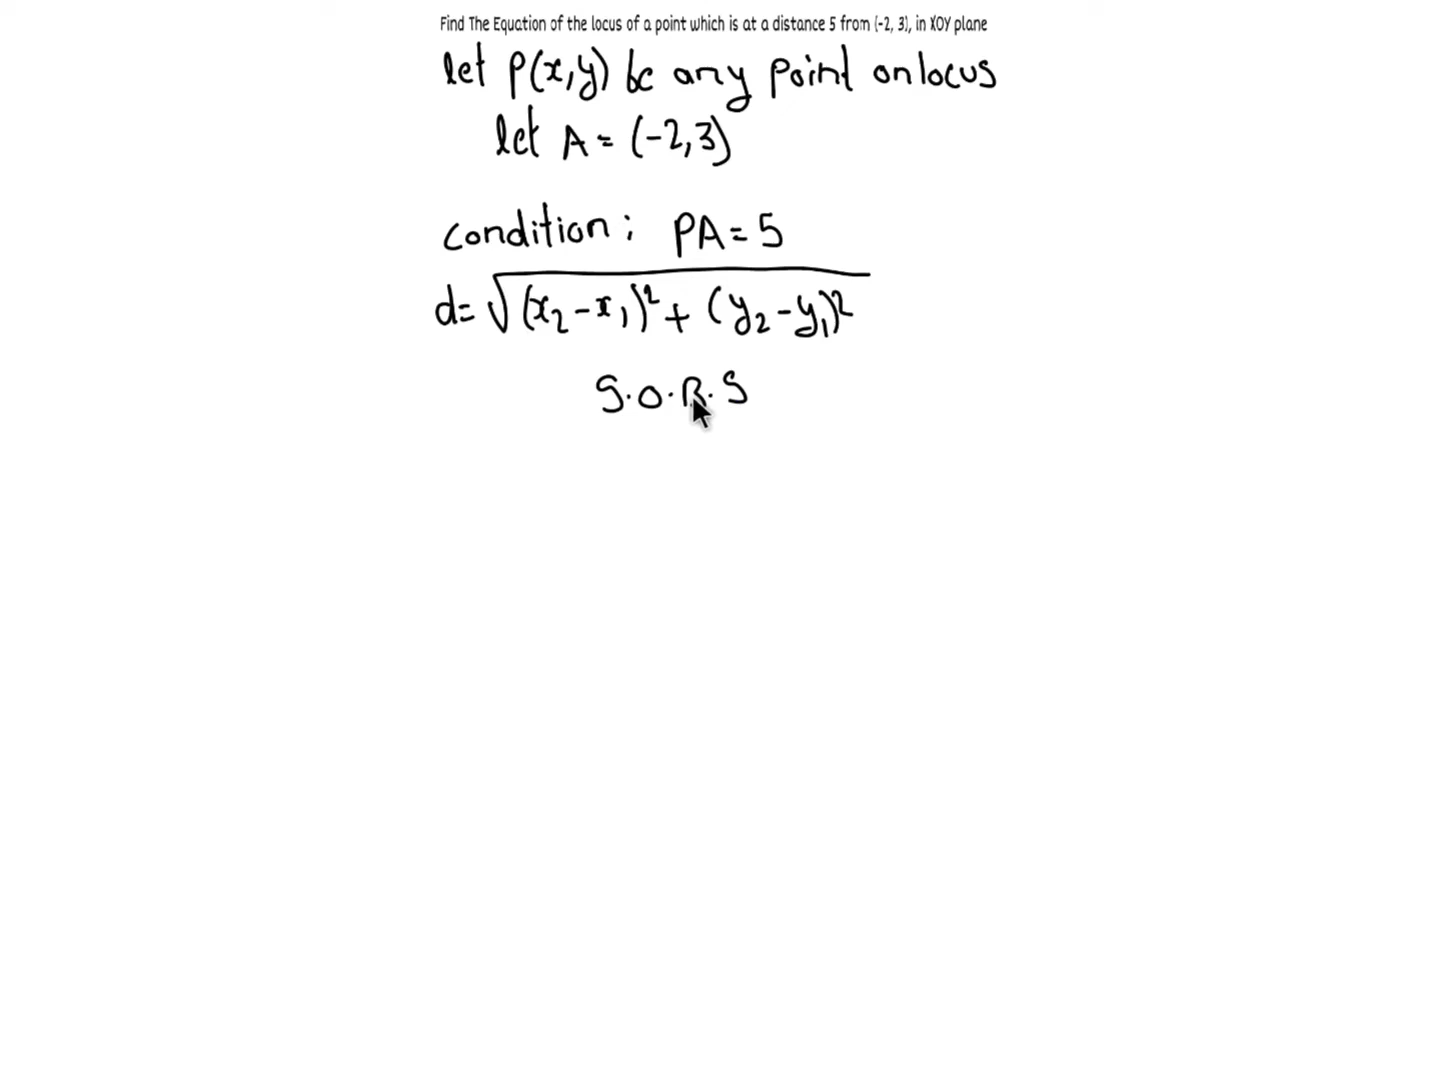 Find The Equation of the locus of a point which is at a distance 5 from (-2, 3), in XOY plane
let P(x,y) be any point on locus
let A = (-2,3)
condition : PA = 5
d= √(x₂-x₁)² + (y₂-y₁)²
S.O.B.S